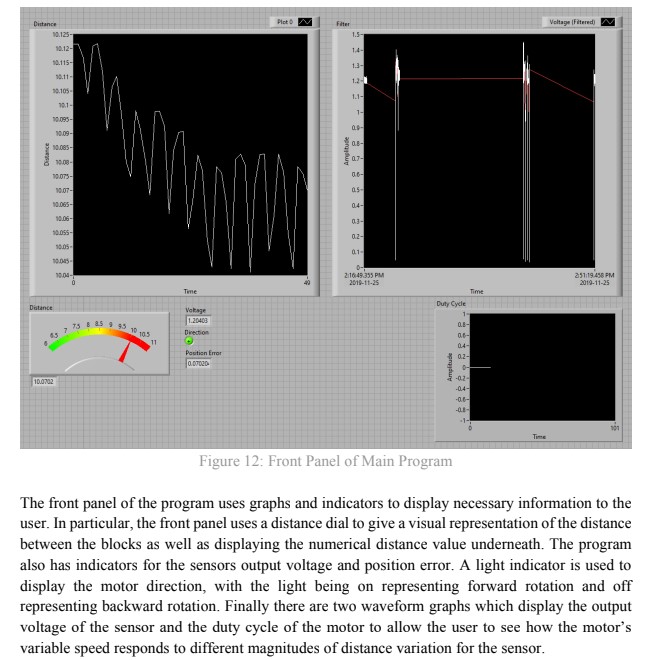 Distance
Plot 0
10.125
10.12
10.115
10.11
10.105
10.1
10.095
10.09
10.085
10.08
10.075
10.07
10.065
10.06
10.055
10.05
10.045
10.04
Distance
0
49
Time
Filter
Voltage (Filtered)
1.5
1.4
1.3
1.2
1.1
1
0.9
0.8
0.7
0.6
0.5
0.4
0.3
0.2
0.1
0
Amplitude
2:16:49.355 PM
2019-11-25
2:51:19.458 PM
2019-11-25
Time
Distance
6 6.5 7 7.5 8 8.5 9 9.5 10 10.5 11
10.0702
Voltage
1.20403
Direction
Position Error
0.07020
Duty Cycle
1
0.8
0.6
0.4
0.2
0
-0.2
-0.4
-0.6
-0.8
-1
Amplitude
0
101
Time
Figure 12: Front Panel of Main Program
The front panel of the program uses graphs and indicators to display necessary information to the
user. In particular, the front panel uses a distance dial to give a visual representation of the distance
between the blocks as well as displaying the numerical distance value underneath. The program
also has indicators for the sensors output voltage and position error. A light indicator is used to
display the motor direction, with the light being on representing forward rotation and off
representing backward rotation. Finally there are two waveform graphs which display the output
voltage of the sensor and the duty cycle of the motor to allow the user to see how the motor's
variable speed responds to different magnitudes of distance variation for the sensor.